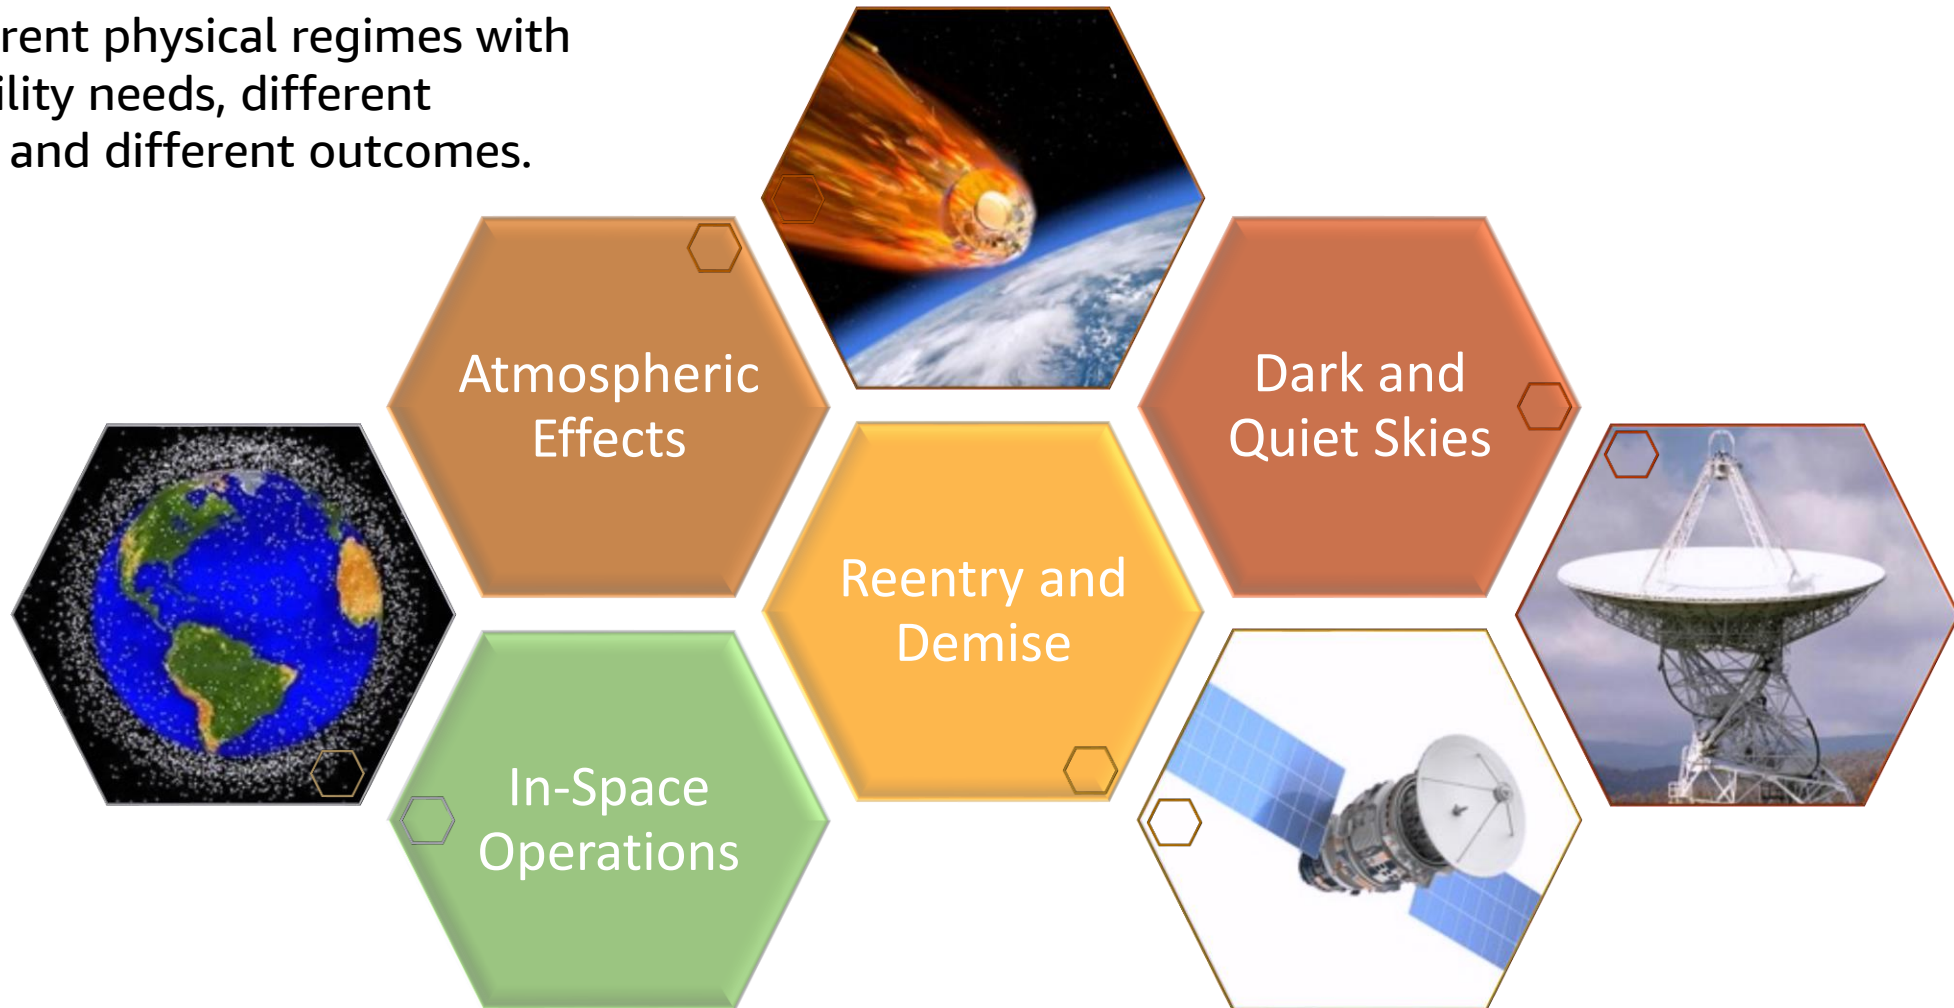 rent physical regimes with
ility needs, different
and different outcomes.
Atmospheric
Effects
Dark and
Quiet Skies
Reentry and
Demise
In-Space
Operations